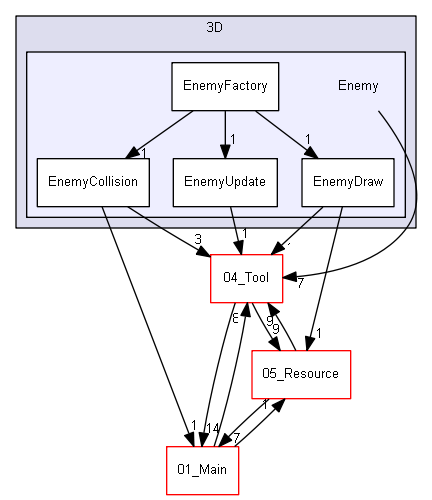 3D
EnemyFactory
Enemy
1
1
1
EnemyCollision
EnemyUpdate
EnemyDraw
3
1
7
04_Tool
8
9
9
1
05_Resource
1
1
14
7
01_Main